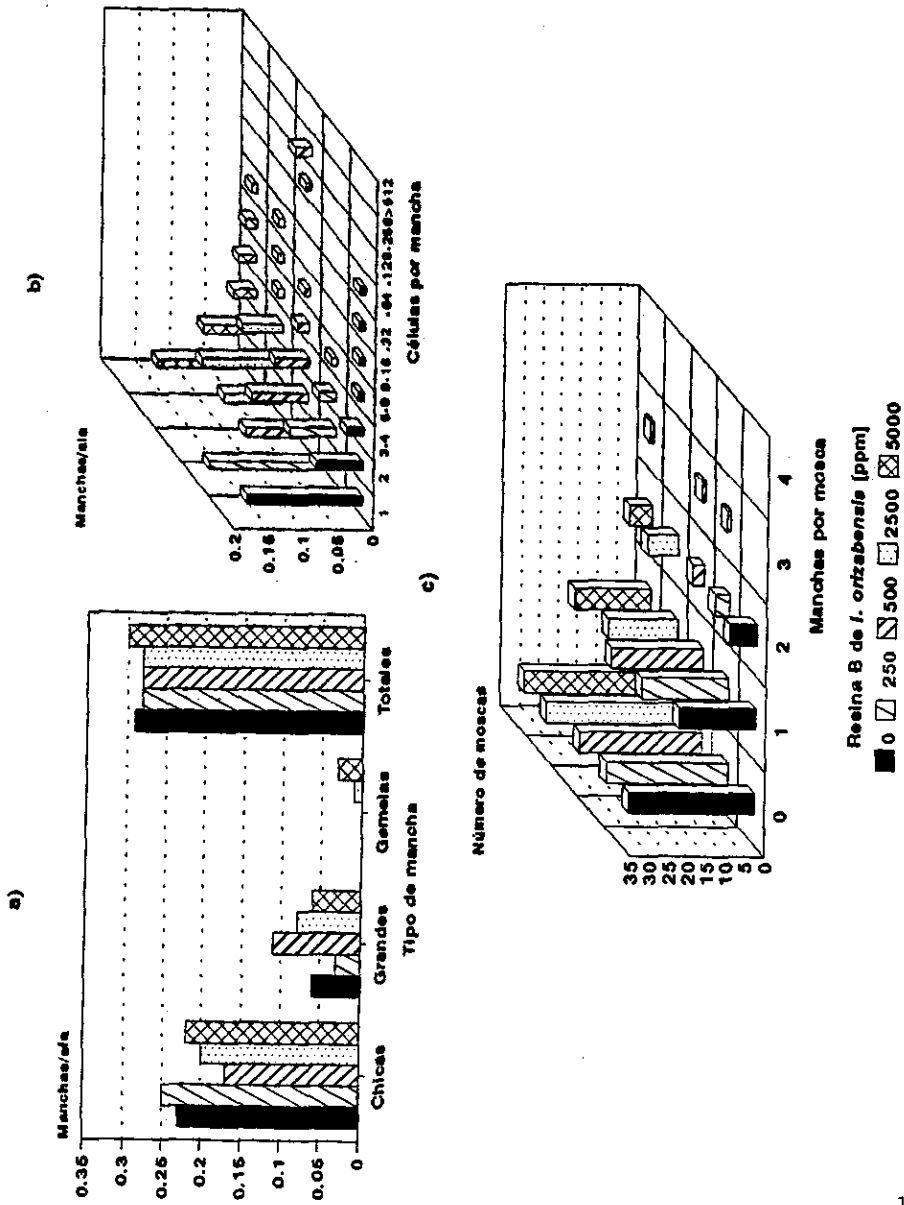 a)
Manchas/ala
0.35
0.3
0.25
0.2
0.15
0.1
0.05
0
Chicas Grandes Gemelas Totales
Tipo de mancha
b)
Manchas/ala
0.2
0.15
0.1
0.05
0
1 2 3-4 5-8 9-16 -32 -64 -128 -256 >512
Células por mancha
c)
Número de moscas
35
30
25
20
15
10
5
0
0 1 2 3 4
Manchas por mosca
Resina B de I. orizabensis [ppm]
0 250 500 2500 5000
1